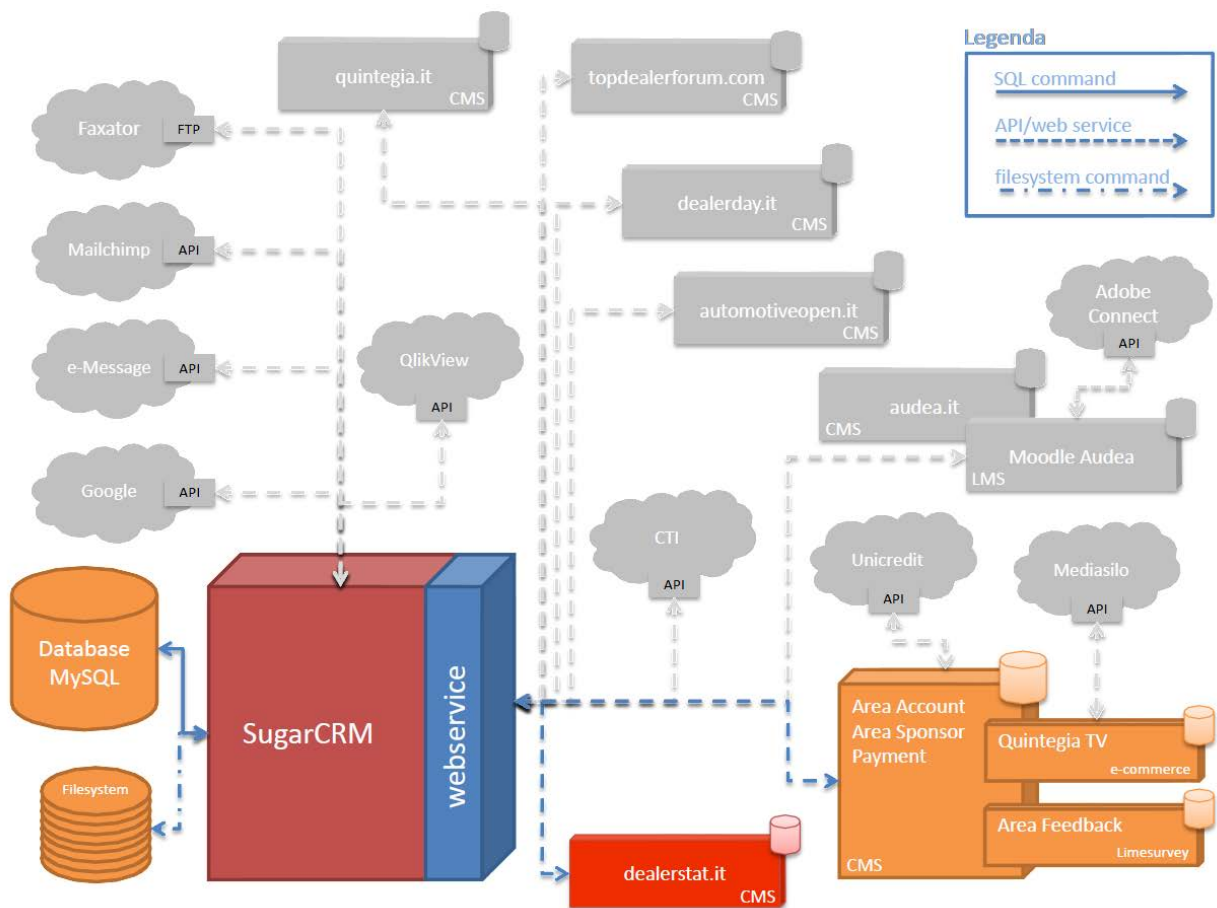 quintegia.it
CMS
topdealerforum.com
CMS
Legenda
SQL command
API/web service
filesystem command
Faxator
FTP
dealerday.it
CMS
Mailchimp
API
automotiveopen.it
CMS
Adobe
Connect
API
e-Message
API
QlikView
API
audea.it
CMS
Moodle Audea
LMS
Google
API
CTI
API
Unicredit
API
Mediasilo
API
Database
MySQL
Filesystem
SugarCRM
webservice
Area Account
Area Sponsor
Payment
CMS
Quintegia TV
e-commerce
Area Feedback
Limesurvey
dealerstat.it
CMS